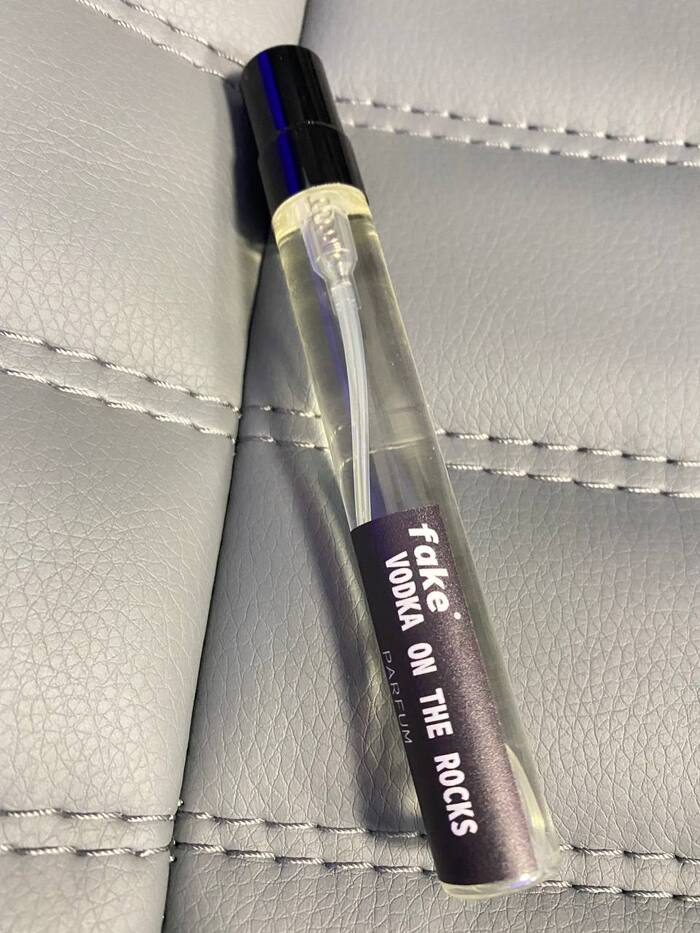 fake
VODKA ON THE ROCKS
PARFUM